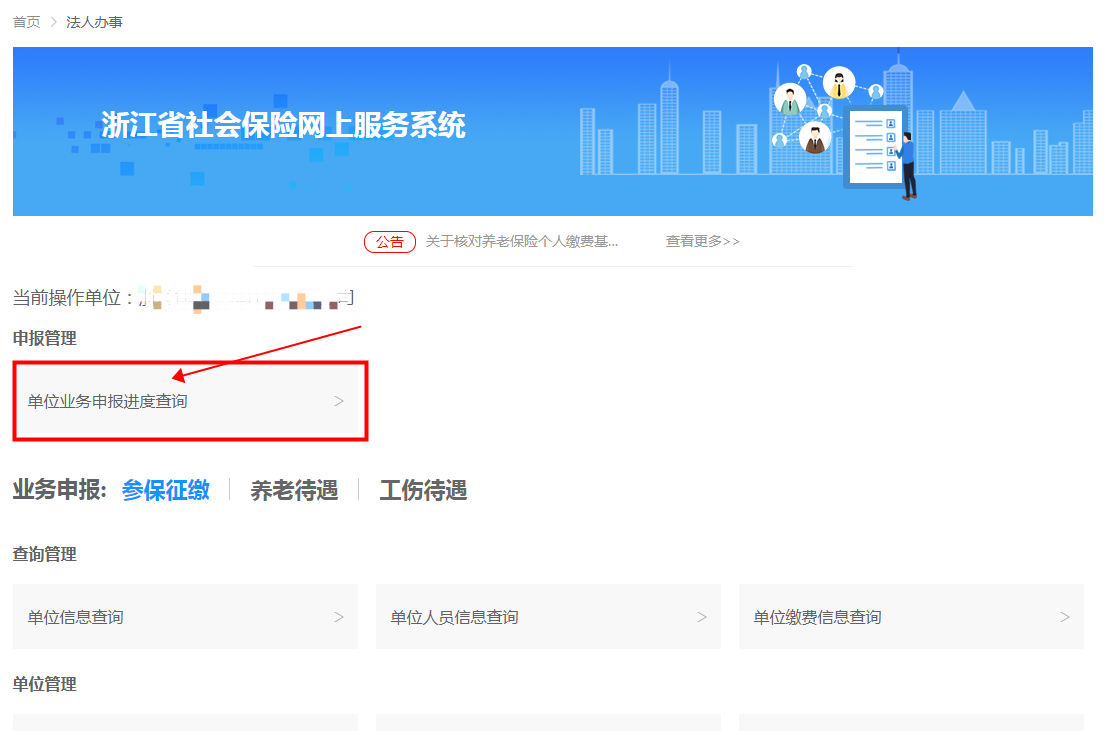 首页 > 法人办事
浙江省社会保险网上服务系统
公告 关于核对养老保险个人缴费基... 查看更多>>
当前操作单位：
申报管理
单位业务申报进度查询 >
业务申报: 参保征缴 | 养老待遇 | 工伤待遇
查询管理
单位信息查询 > 单位人员信息查询 > 单位缴费信息查询 >
单位管理